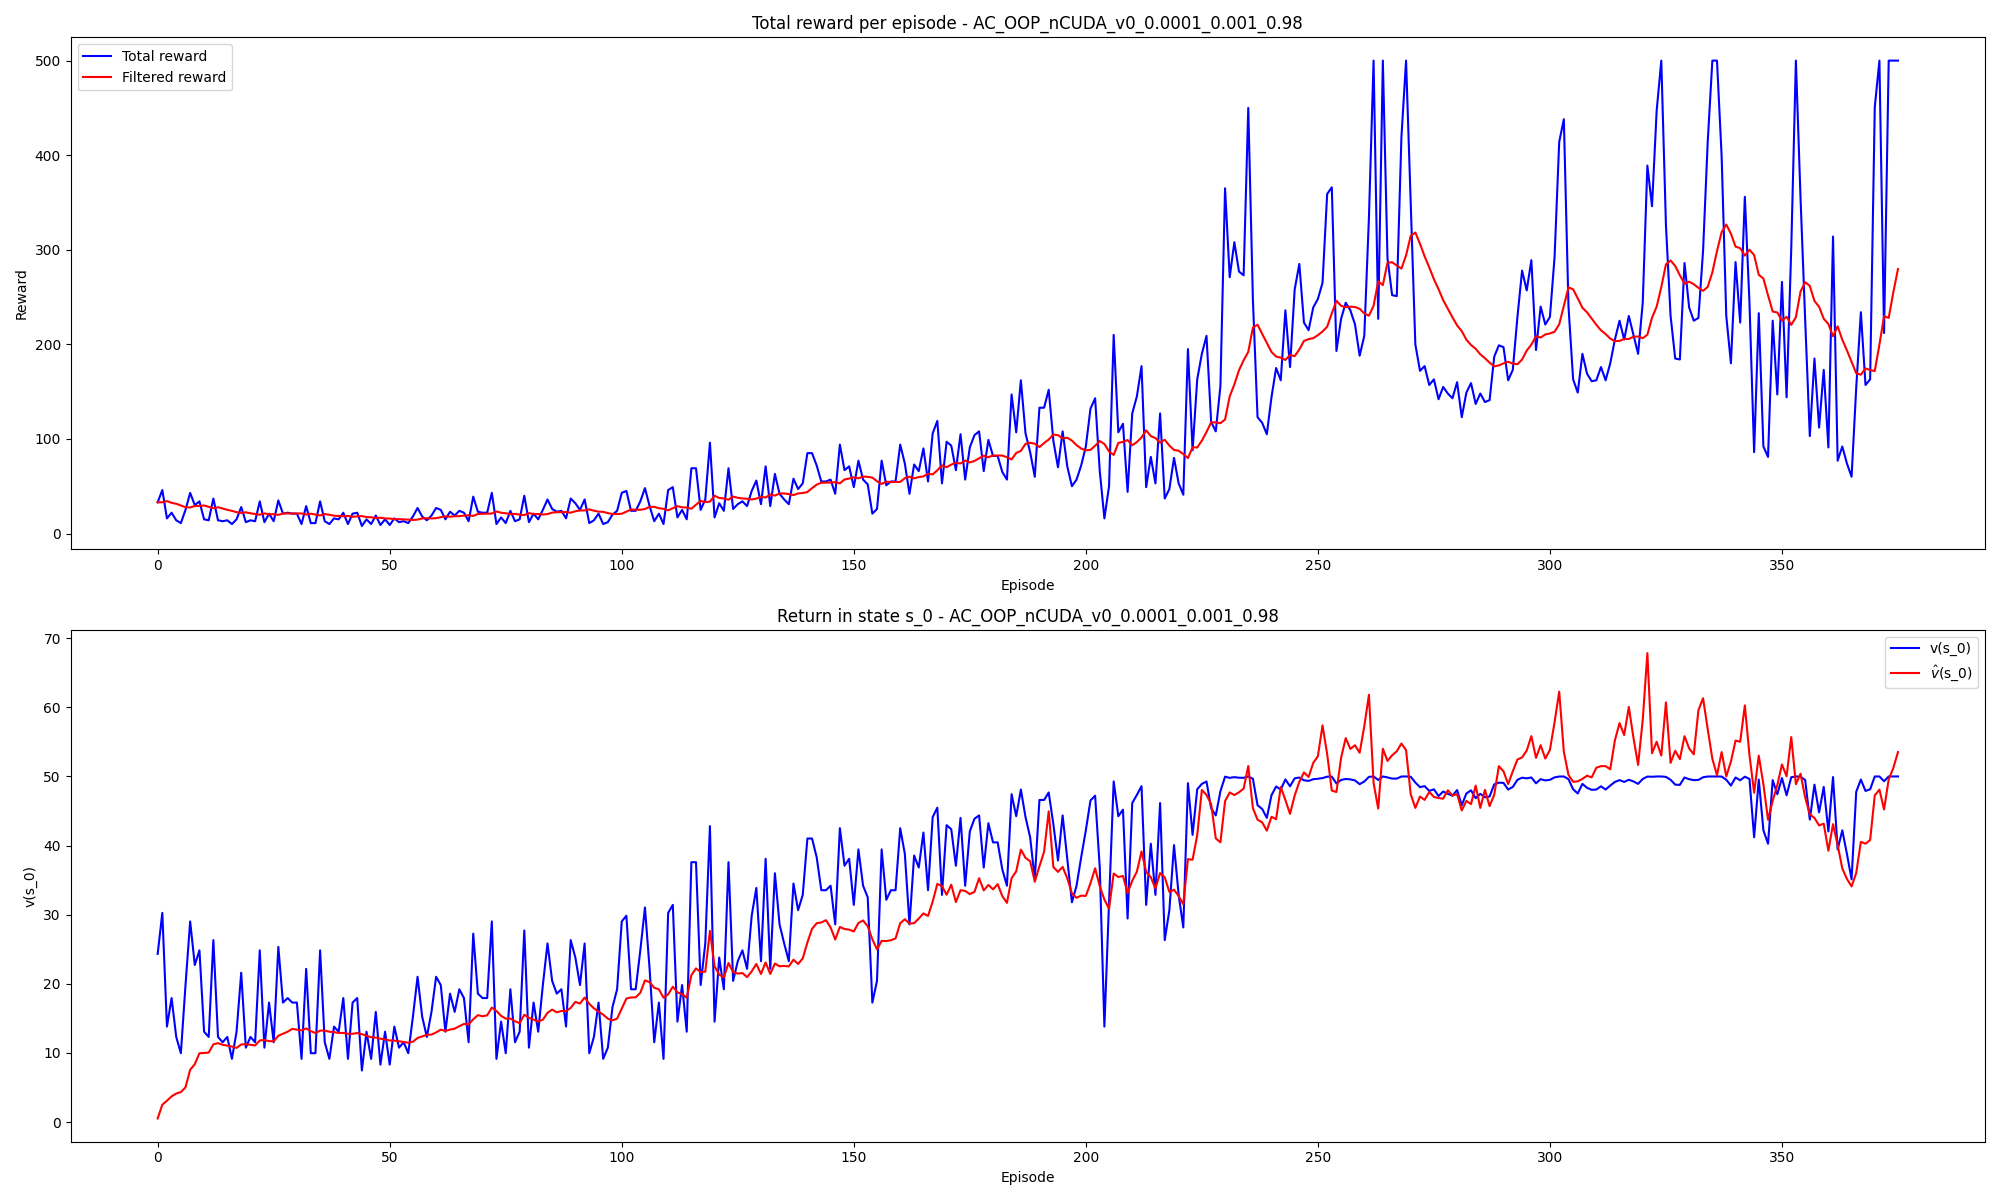 Total reward per episode - AC_OOP_nCUDA_v0_0.0001_0.001_0.98
Total reward
Filtered reward
Reward
500
400
300
200
100
0
0 50 100 150 200 250 300 350
Episode
Return in state s_0 - AC_OOP_nCUDA_v0_0.0001_0.001_0.98
v(s_0)
v̂(s_0)
v(s_0)
70
60
50
40
30
20
10
0
0 50 100 150 200 250 300 350
Episode